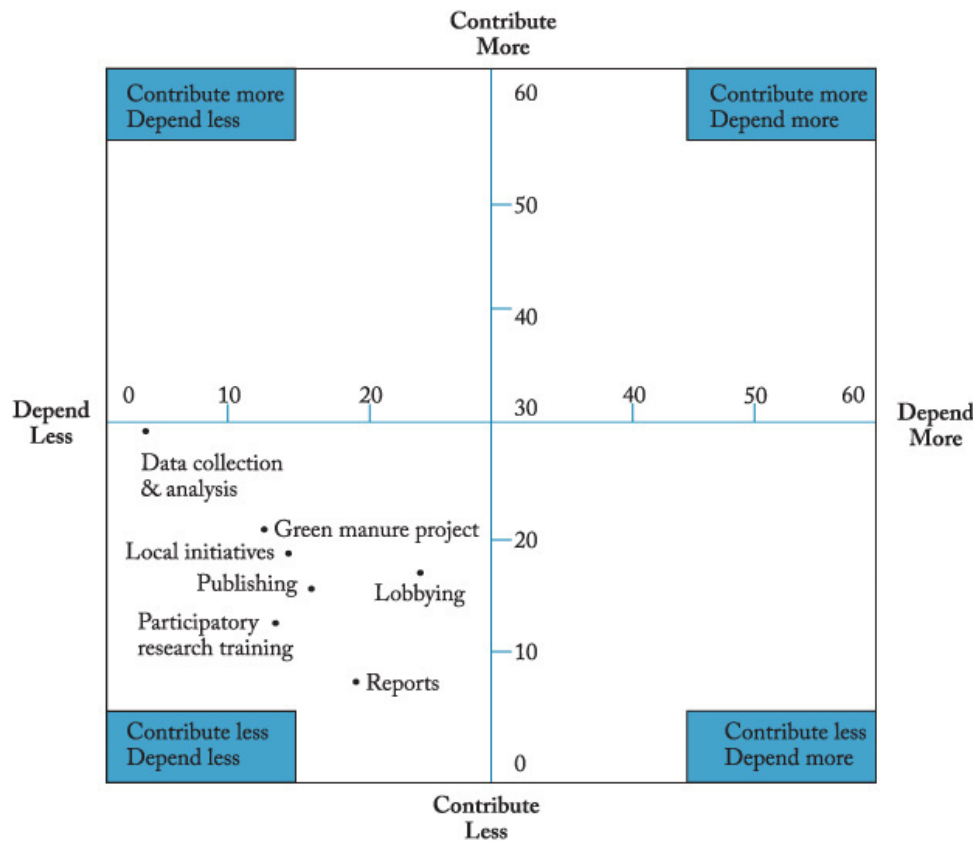 Contribute
More
Contribute more
Depend less
60
Contribute more
Depend more
50
40
0
10
20
30
40
50
60
Depend
Less
Depend
More
Data collection
& analysis
Green manure project
20
Local initiatives
Publishing
Lobbying
Participatory
research training
10
Reports
Contribute less
Depend less
0
Contribute less
Depend more
Contribute
Less